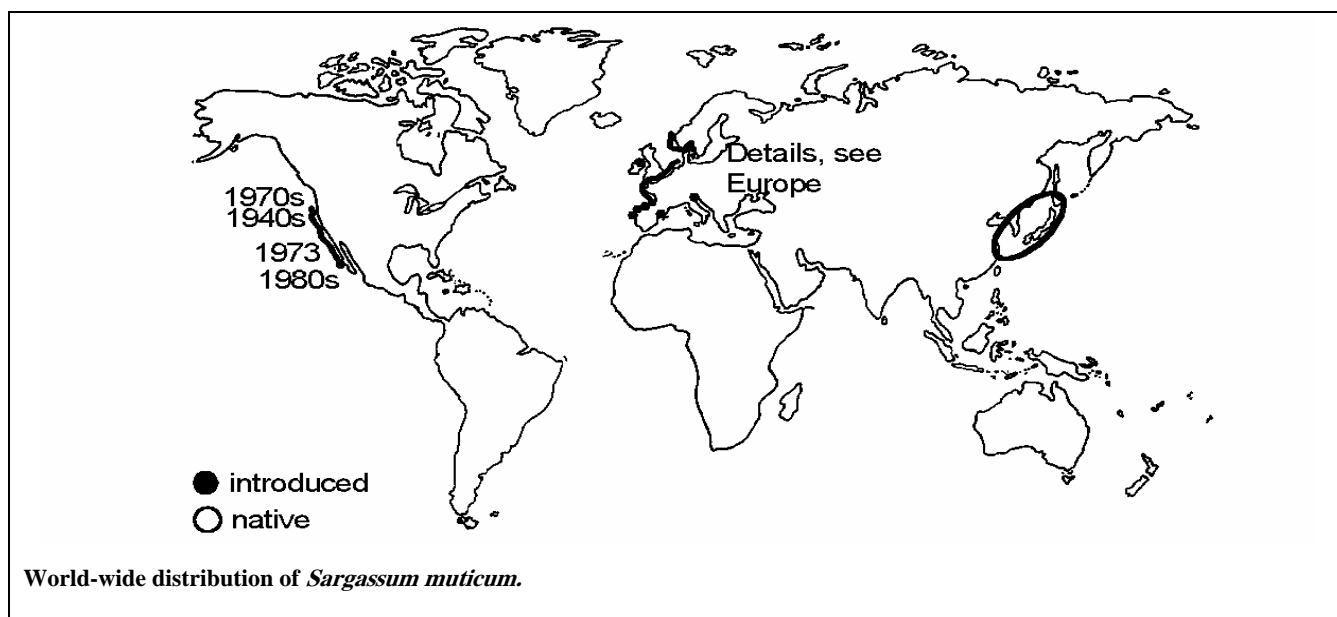 Details, see
Europe
1970s
1940s
1973
1980s
introduced
native
World-wide distribution of Sargassum muticum.